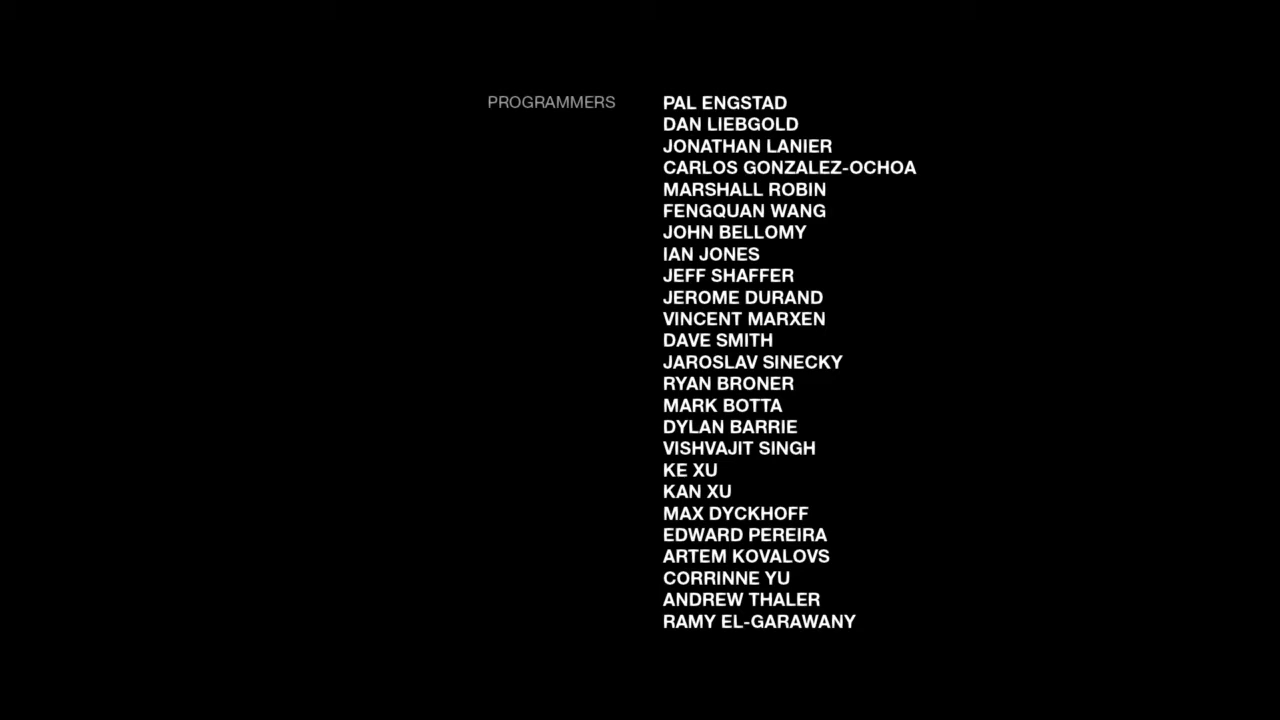 PROGRAMMERS PAL ENGSTAD
DAN LIEBGOLD
JONATHAN LANIER
CARLOS GONZALEZ-OCHOA
MARSHALL ROBIN
FENGQUAN WANG
JOHN BELLOMY
IAN JONES
JEFF SHAFFER
JEROME DURAND
VINCENT MARXEN
DAVE SMITH
JAROSLAV SINECKY
RYAN BRONER
MARK BOTTA
DYLAN BARRIE
VISHVAJIT SINGH
KE XU
KAN XU
MAX DYCKHOFF
EDWARD PEREIRA
ARTEM KOVALOVS
CORRINNE YU
ANDREW THALER
RAMY EL-GARAWANY